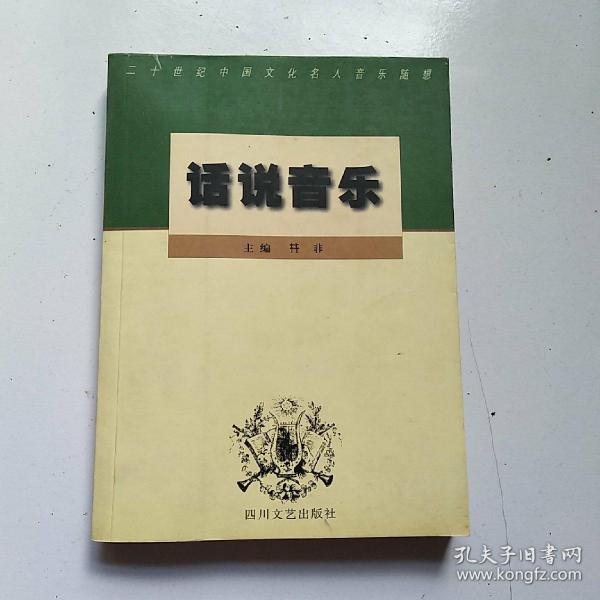 二十世纪中国文化名人音乐随想
话说音乐
主编 非
四川文艺出版社
孔夫子旧书网
www.kongfz.com